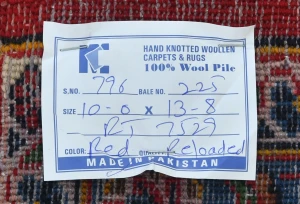 HAND KNOTTED WOOLLEN
CARPETS & RUGS
100% Wool Pile
S.NO. 796 BALE NO. 225
SIZE 10-0 x 13-8
RT 7529
COLOR: Red Reloaded
MADE IN PAKISTAN